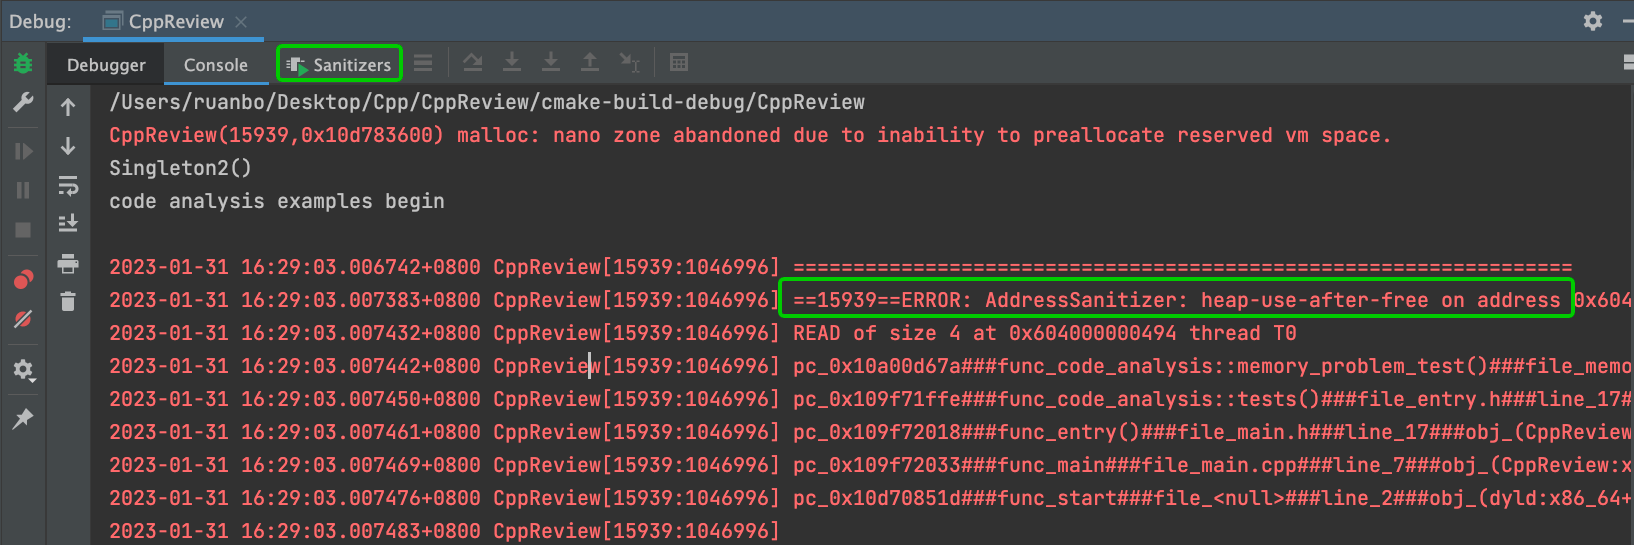 Debug: CppReview
Debugger Console Sanitizers
/Users/ruanbo/Desktop/Cpp/CppReview/cmake-build-debug/CppReview
CppReview(15939,0x10d783600) malloc: nano zone abandoned due to inability to preallocate reserved vm space.
Singleton2()
code analysis examples begin
2023-01-31 16:29:03.006742+0800 CppReview[15939:1046996] =================================================================
2023-01-31 16:29:03.007383+0800 CppReview[15939:1046996] ==15939==ERROR: AddressSanitizer: heap-use-after-free on address 0x604
2023-01-31 16:29:03.007432+0800 CppReview[15939:1046996] READ of size 4 at 0x604000000494 thread T0
2023-01-31 16:29:03.007442+0800 CppReview[15939:1046996] pc_0x10a00d67a###func_code_analysis::memory_problem_test()###file_memo
2023-01-31 16:29:03.007450+0800 CppReview[15939:1046996] pc_0x109f71ffe###func_code_analysis::tests()###file_entry.h###line_17#
2023-01-31 16:29:03.007461+0800 CppReview[15939:1046996] pc_0x109f72018###func_entry()###file_main.h###line_17###obj_(CppReview
2023-01-31 16:29:03.007469+0800 CppReview[15939:1046996] pc_0x109f72033###func_main###file_main.cpp###line_7###obj_(CppReview:x
2023-01-31 16:29:03.007476+0800 CppReview[15939:1046996] pc_0x10d70851d###func_start###file_<null>###line_2###obj_(dyld:x86_64+
2023-01-31 16:29:03.007483+0800 CppReview[15939:1046996]